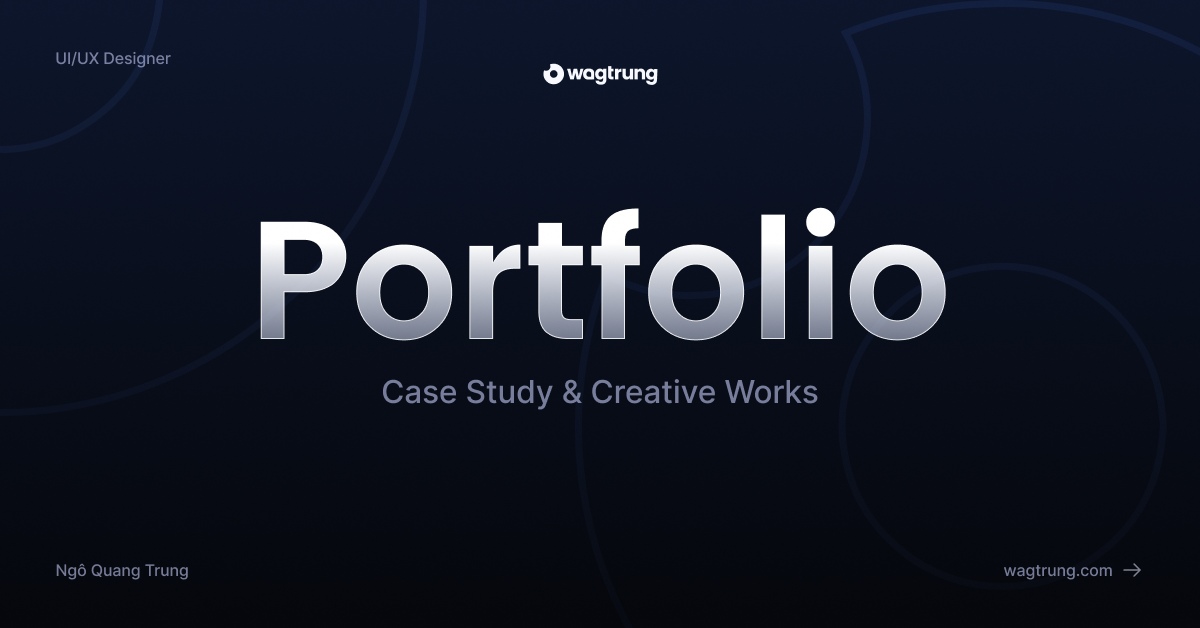 UI/UX Designer
wagtrung
Portfolio
Case Study & Creative Works
Ngô Quang Trung
wagtrung.com →